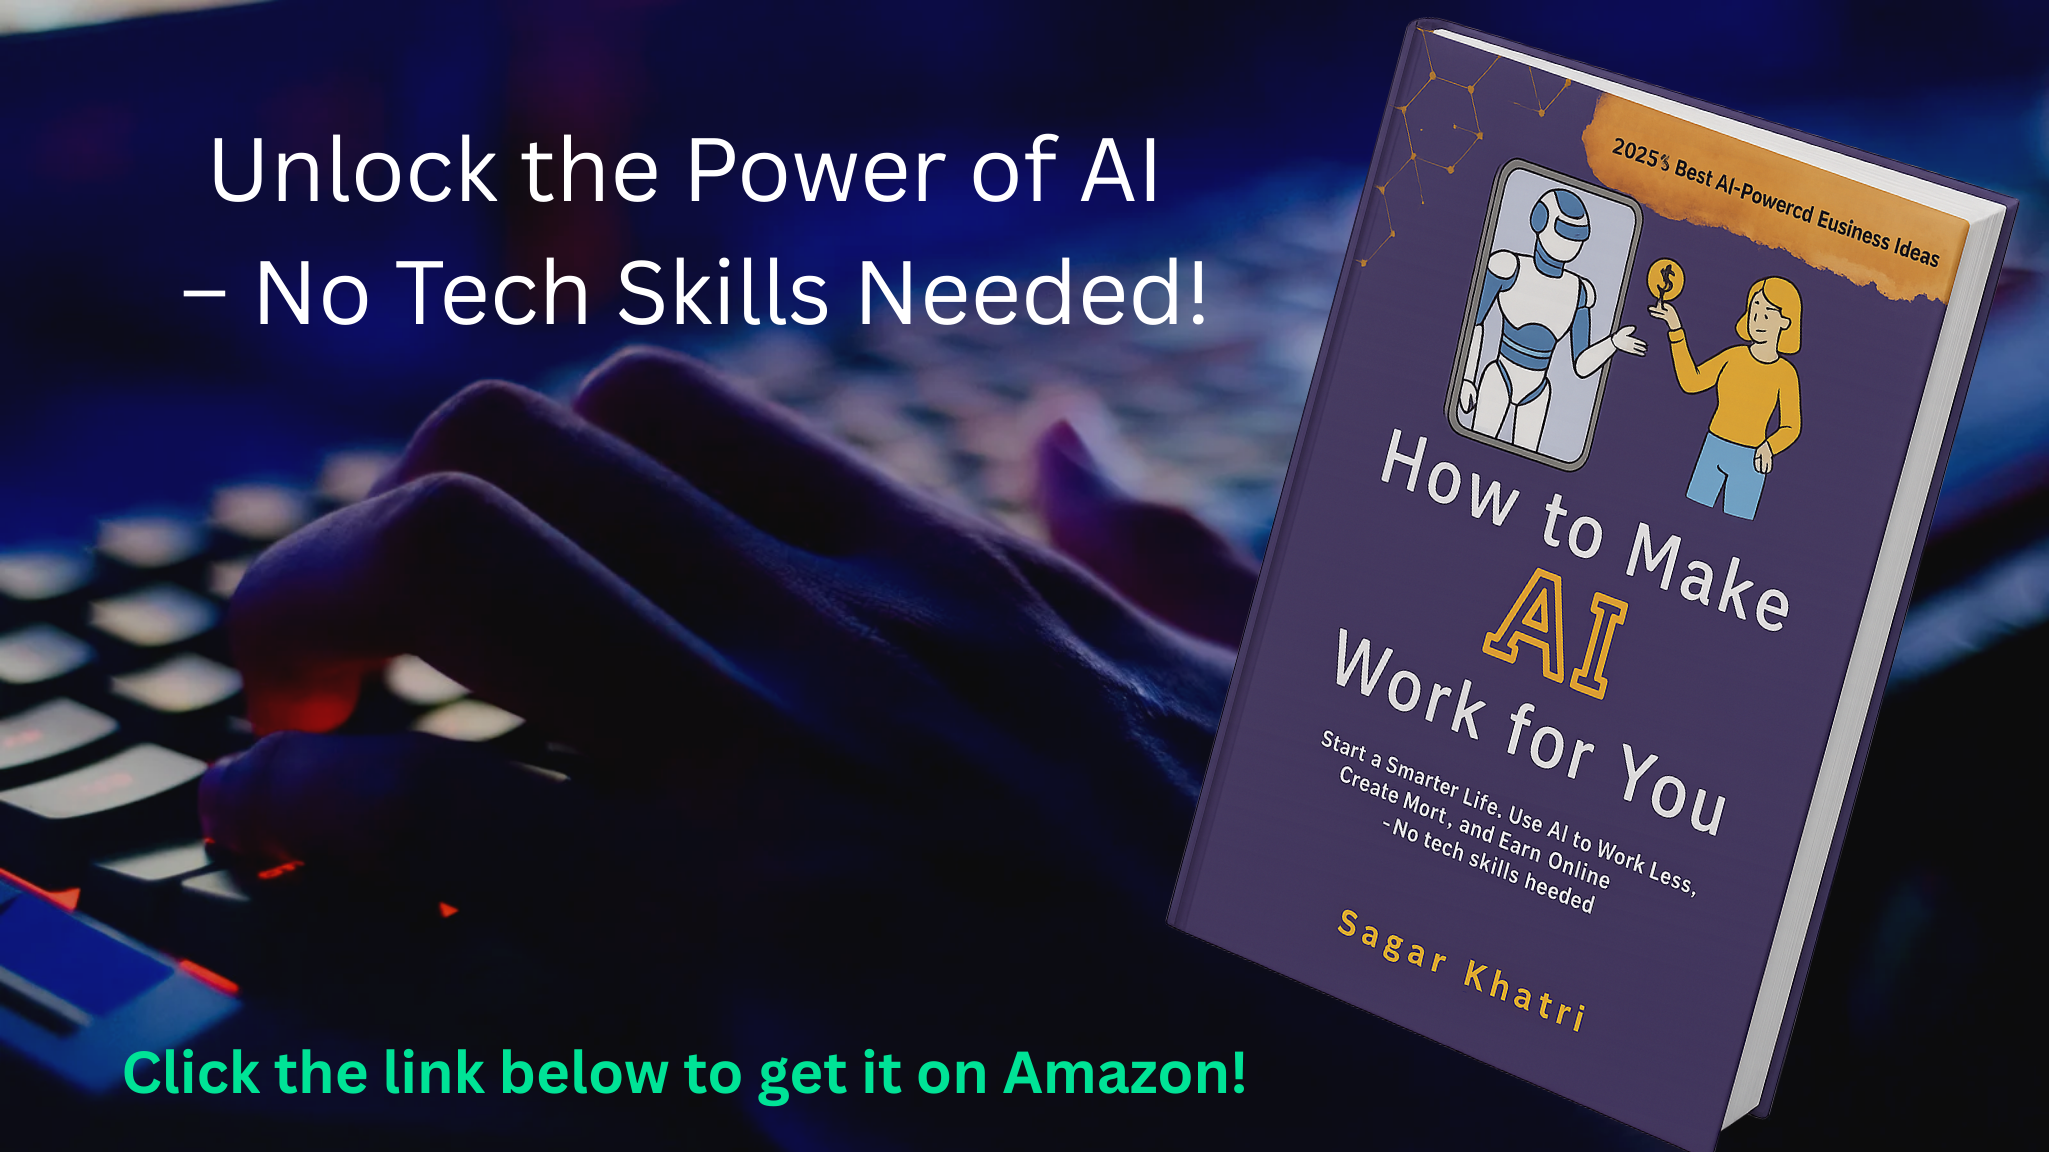 Unlock the Power of AI
– No Tech Skills Needed!
2025's Best AI-Powercd Eusiness Ideas
How to Make
AI
Work for You
Start a Smarter Life. Use AI to Work Less,
Create Mort, and Earn Online
-No tech skills heeded
Sagar Khatri
Click the link below to get it on Amazon!